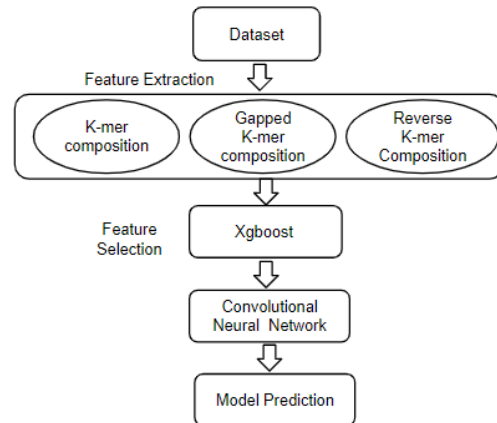 Dataset
Feature Extraction
K-mer
composition
Gapped
K-mer
composition
Reverse
K-mer
Composition
Feature
Selection
Xgboost
Convolutional
Neural Network
Model Prediction